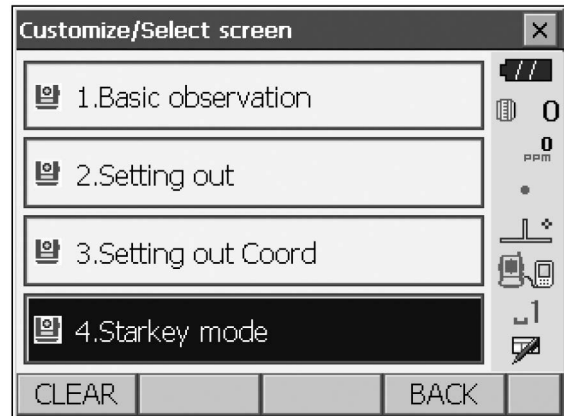 Customize/Select screen
1.Basic observation
0
0
PPM
2.Setting out
3.Setting out Coord
4.Starkey mode
1
CLEAR
BACK